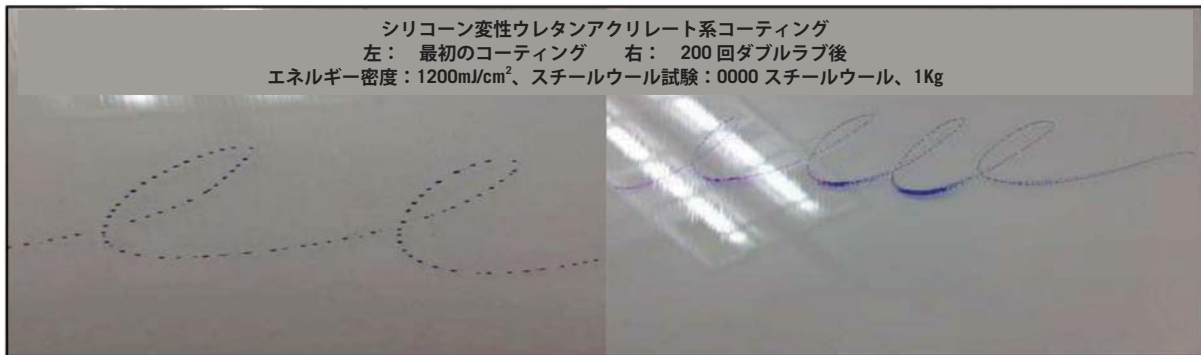 シリコーン変性ウレタンアクリレート系コーティング
左： 最初のコーティング　　右： 200 回ダブルラブ後
エネルギー密度：1200mJ/cm²、スチールウール試験：0000 スチールウール、1Kg